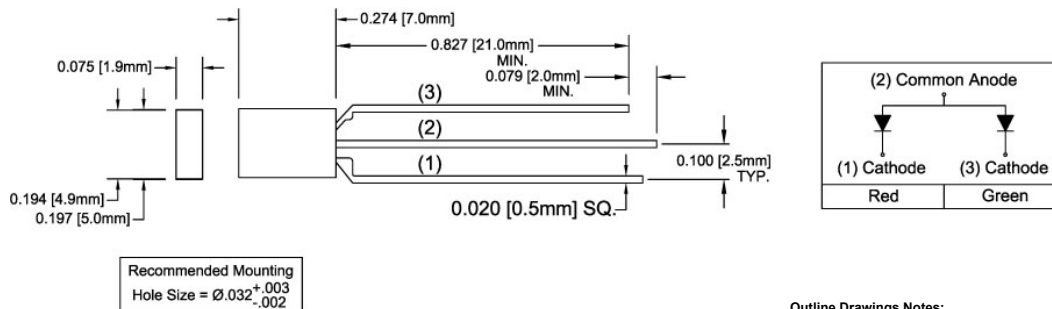 0.274 [7.0mm]
0.827 [21.0mm]
MIN.
0.075 [1.9mm]
0.079 [2.0mm]
MIN.
(3)
(2)
(1)
0.100 [2.5mm]
TYP.
0.194 [4.9mm]
0.197 [5.0mm]
0.020 [0.5mm] SQ.
(2) Common Anode
(1) Cathode (3) Cathode
Red Green
Recommended Mounting
Hole Size = Ø.032 +.003
-.002
Outline Drawings Notes: